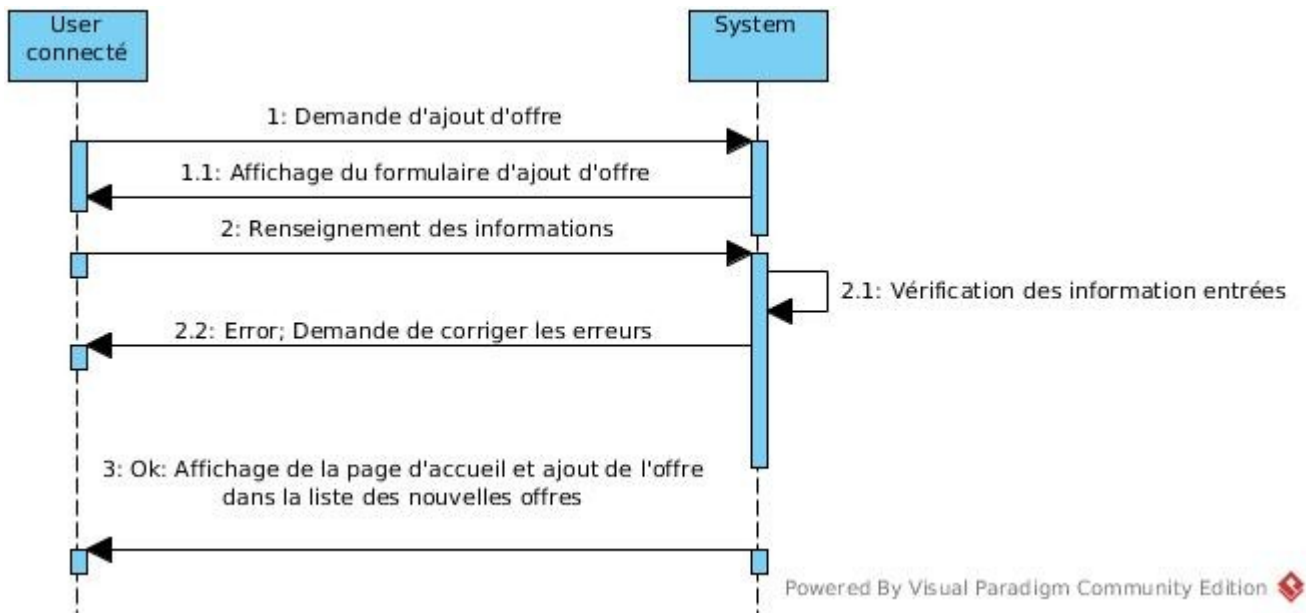 User
connecté
System
1: Demande d'ajout d'offre
1.1: Affichage du formulaire d'ajout d'offre
2: Renseignement des informations
2.1: Vérification des information entrées
2.2: Error; Demande de corriger les erreurs
3: Ok: Affichage de la page d'accueil et ajout de l'offre
dans la liste des nouvelles offres
Powered By Visual Paradigm Community Edition